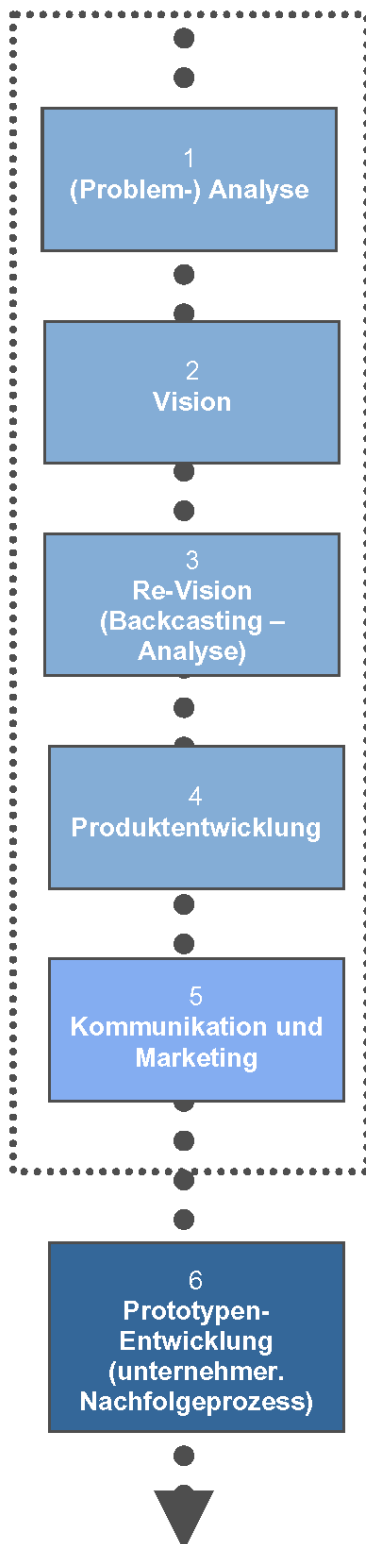 1
(Problem-) Analyse
2
Vision
3
Re-Vision
(Backcasting –
Analyse)
4
Produktentwicklung
5
Kommunikation und
Marketing
6
Prototypen-
Entwicklung
(unternehmer.
Nachfolgeprozess)